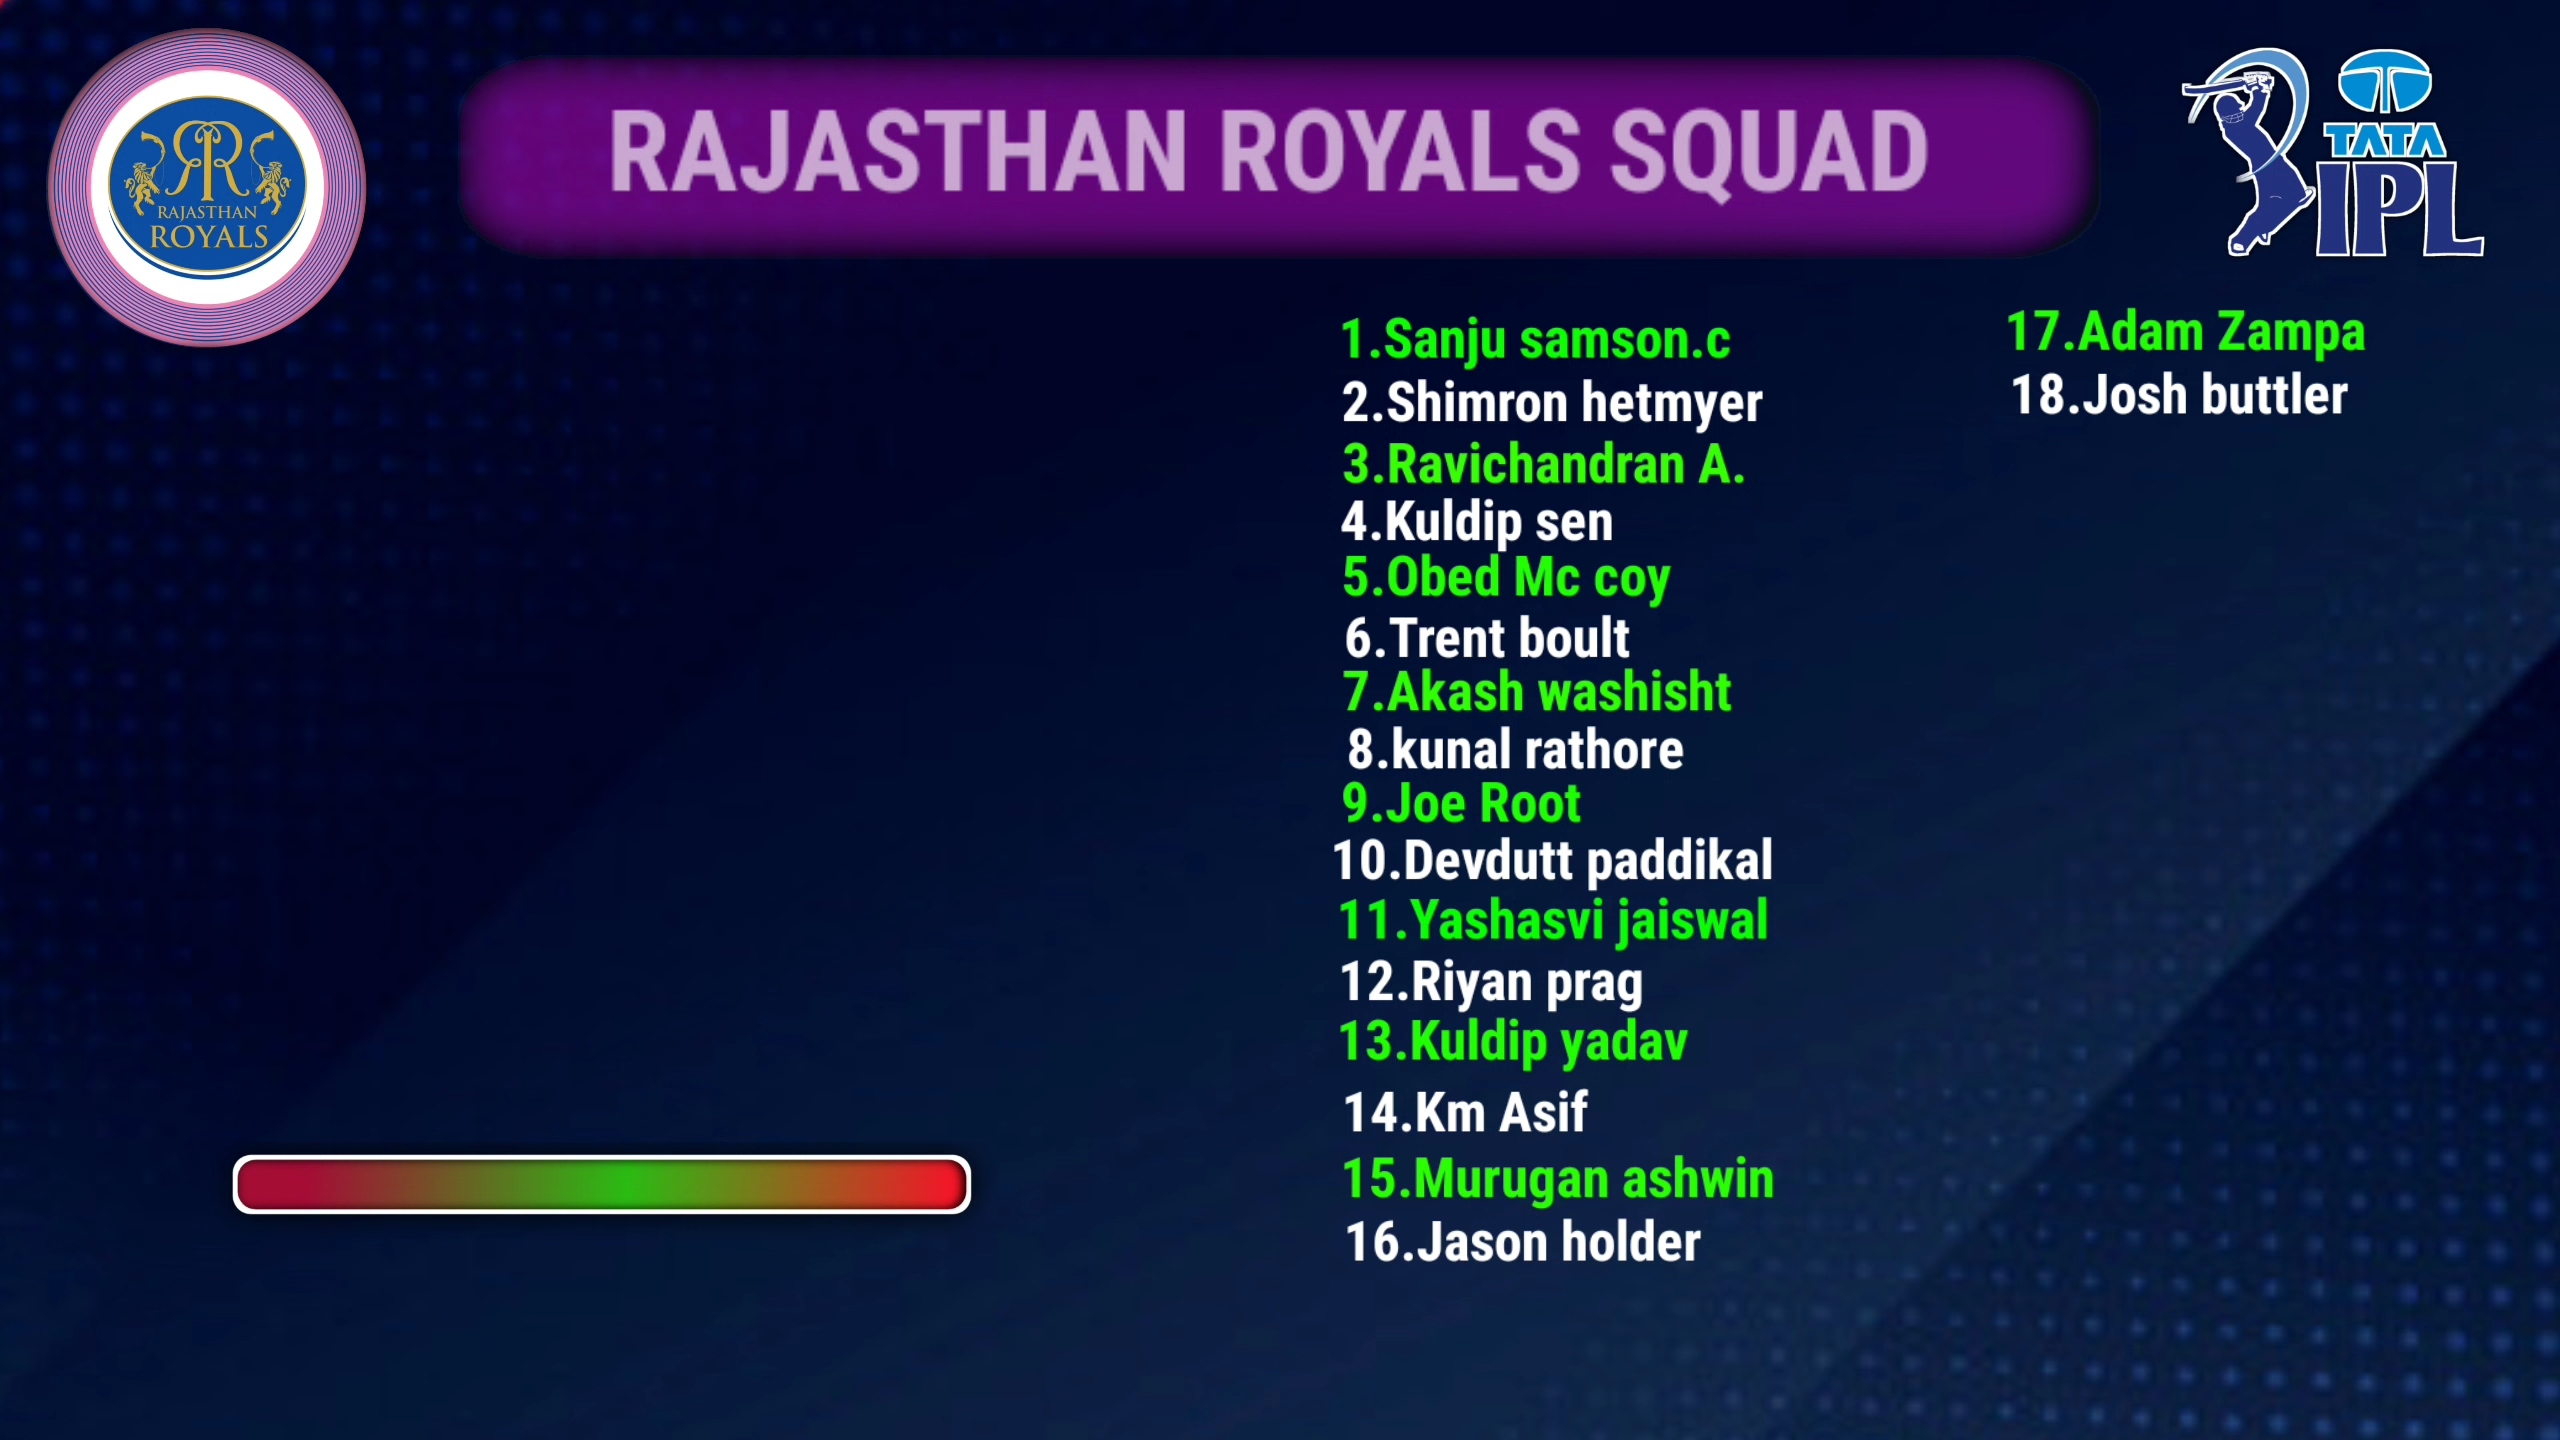 RAJASTHAN ROYALS SQUAD
RR
RAJASTHAN
ROYALS
TATA
IPL
1.Sanju samson.c
2.Shimron hetmyer
3.Ravichandran A.
4.Kuldip sen
5.Obed Mc coy
6.Trent boult
7.Akash washisht
8.kunal rathore
9.Joe Root
10.Devdutt paddikal
11.Yashasvi jaiswal
12.Riyan prag
13.Kuldip yadav
14.Km Asif
15.Murugan ashwin
16.Jason holder
17.Adam Zampa
18.Josh buttler